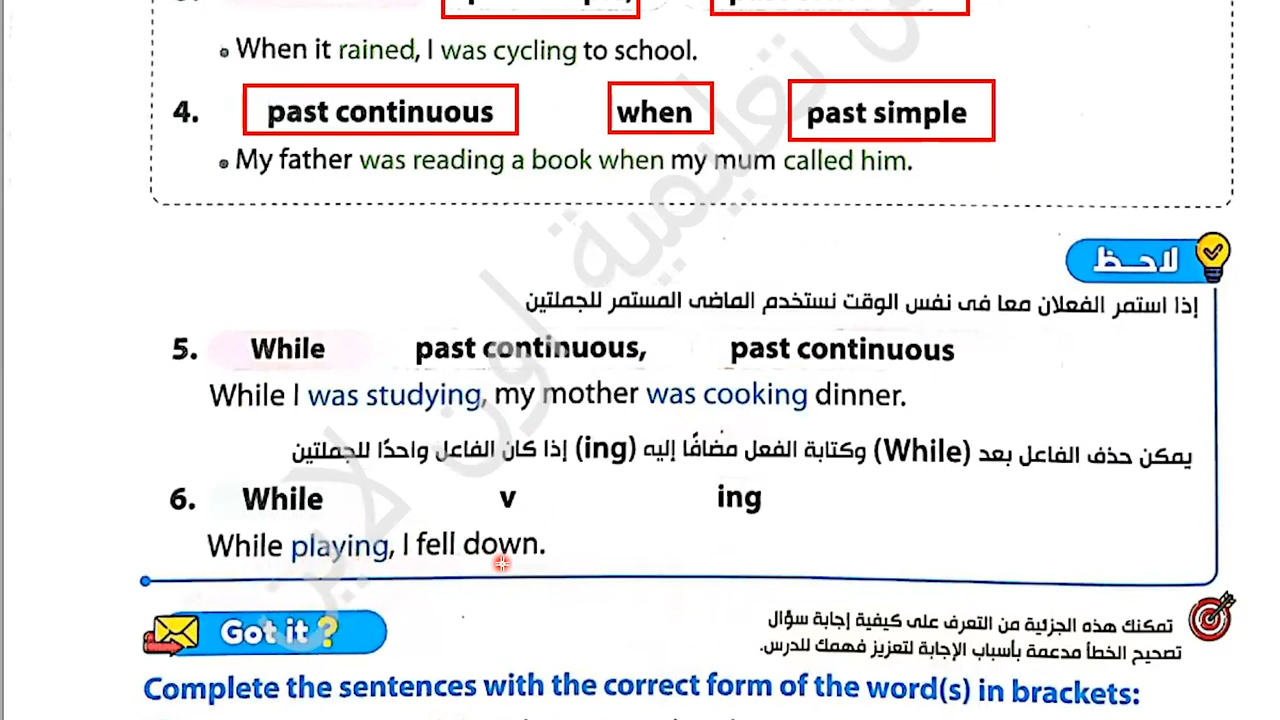 When it rained, I was cycling to school.
4. past continuous when past simple
My father was reading a book when my mum called him.
لاحظ
إذا استمر الفعلان معا فى نفس الوقت نستخدم الماضى المستمر للجملتين
5. While past continuous, past continuous
While I was studying, my mother was cooking dinner.
يمكن حذف الفاعل بعد (While) وكتابة الفعل مضافًا إليه (ing) إذا كان الفاعل واحدًا للجملتين
6. While v ing
While playing, I fell down.
Got it ?
تمكنك هذه الجزئية من التعرف على كيفية إجابة سؤال
تصحيح الخطأ مدعمة بأسباب الإجابة لتعزيز فهمك للدرس.
Complete the sentences with the correct form of the word(s) in brackets: